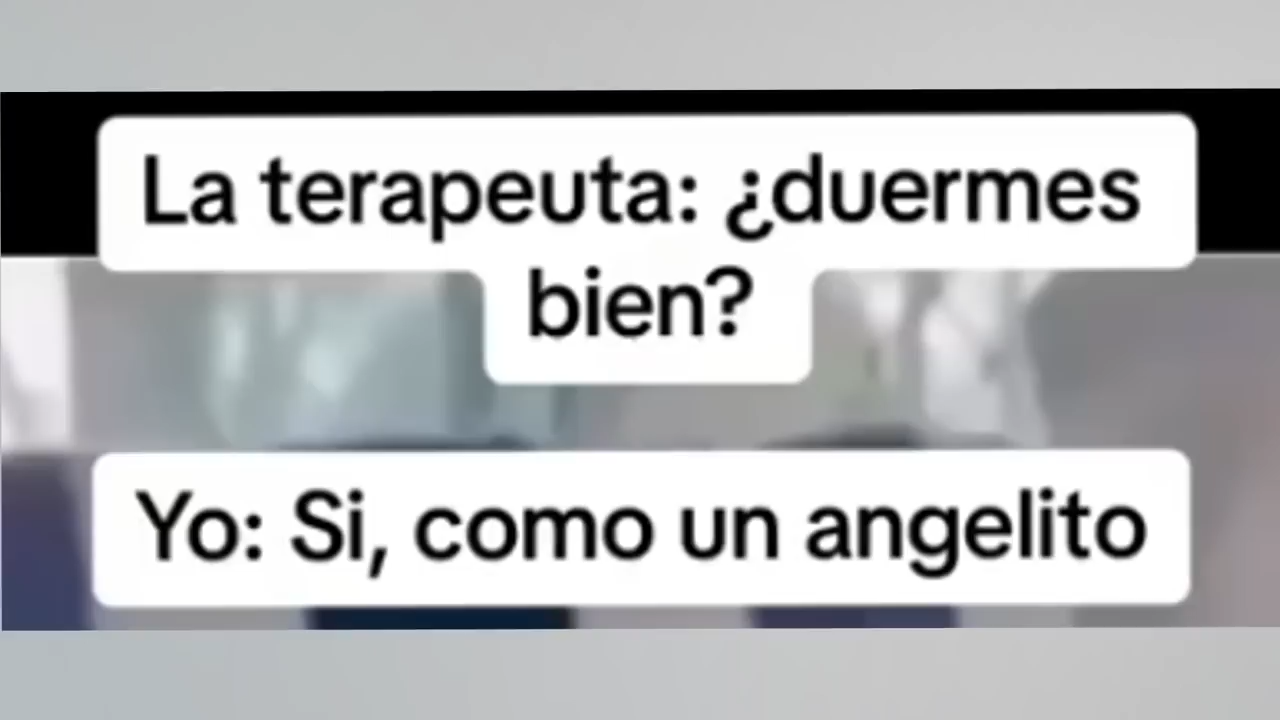 La terapeuta: ¿duermes
bien?
Yo: Si, como un angelito